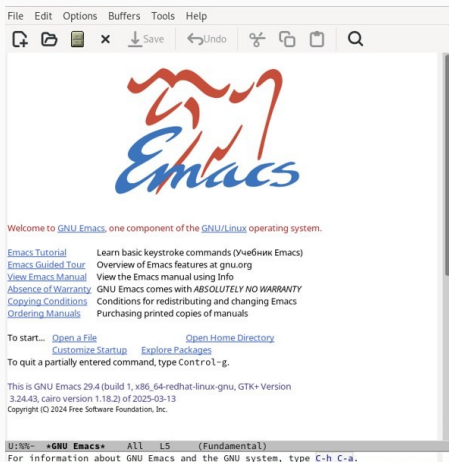 File Edit Options Buffers Tools Help
Save Undo
Emacs
Welcome to GNU Emacs, one component of the GNU/Linux operating system.
Emacs Tutorial Learn basic keystroke commands (Учебник Emacs)
Emacs Guided Tour Overview of Emacs features at gnu.org
View Emacs Manual View the Emacs manual using Info
Absence of Warranty GNU Emacs comes with ABSOLUTELY NO WARRANTY
Copying Conditions Conditions for redistributing and changing Emacs
Ordering Manuals Purchasing printed copies of manuals
To start... Open a File Open Home Directory
Customize Startup Explore Packages
To quit a partially entered command, type Control-g.
This is GNU Emacs 29.4 (build 1, x86_64-redhat-linux-gnu, GTK+ Version
3.24.43, cairo version 1.18.2) of 2025-03-13
Copyright (C) 2024 Free Software Foundation, Inc.
U:%%- *GNU Emacs* All L5 (Fundamental)
For information about GNU Emacs and the GNU system, type C-h C-a.